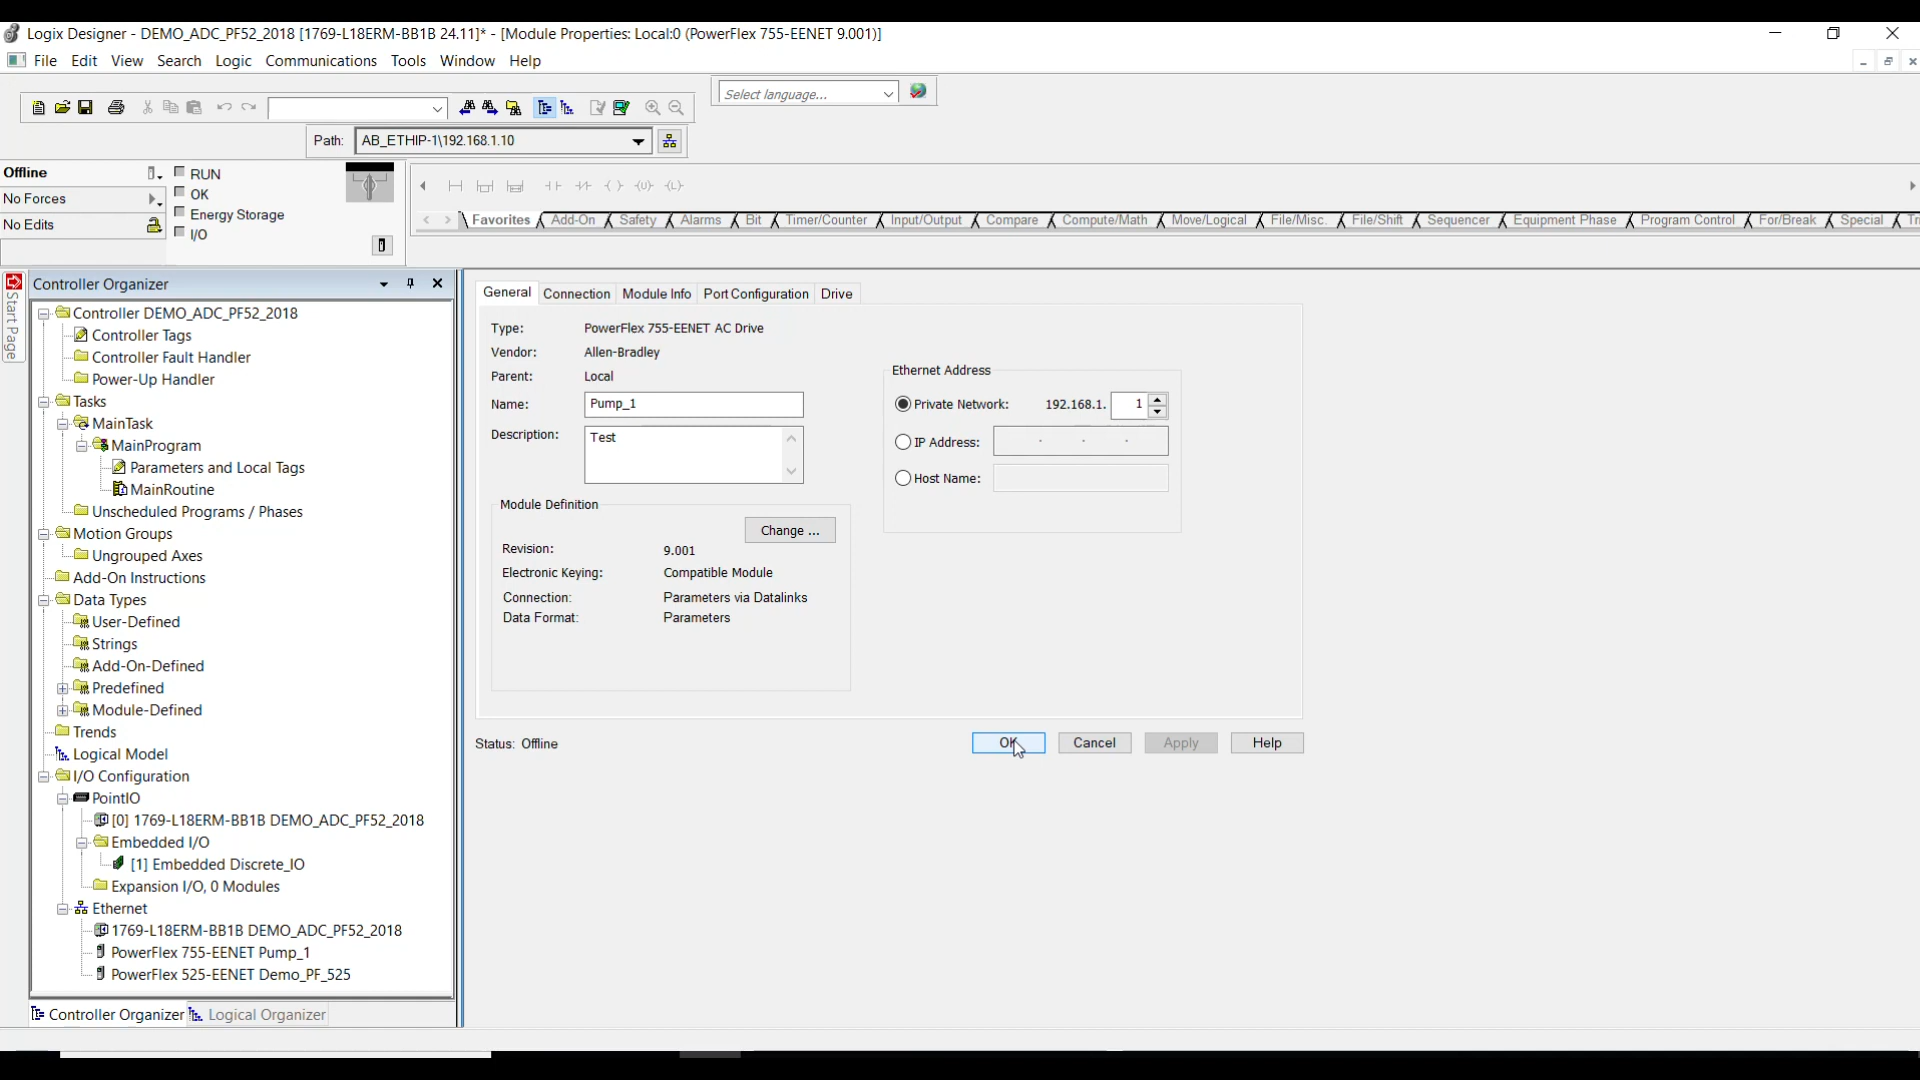 Logix Designer - DEMO_ADC_PF52_2018 [1769-L18ERM-BB1B 24.11]* - [Module Properties: Local:0 (PowerFlex 755-EENET 9.001)]
File Edit View Search Logic Communications Tools Window Help
Select language...
Path: AB_ETHIP-1\192.168.1.10
Offline
RUN
No Forces
OK
Energy Storage
No Edits
I/O
Favorites Add-On Safety Alarms Bit Timer/Counter Input/Output Compare Compute/Math Move/Logical File/Misc. File/Shift Sequencer Equipment Phase Program Control For/Break Special
Start Page
Controller Organizer
Controller DEMO_ADC_PF52_2018
Controller Tags
Controller Fault Handler
Power-Up Handler
Tasks
MainTask
MainProgram
Parameters and Local Tags
MainRoutine
Unscheduled Programs / Phases
Motion Groups
Ungrouped Axes
Add-On Instructions
Data Types
User-Defined
Strings
Add-On-Defined
Predefined
Module-Defined
Trends
Logical Model
I/O Configuration
PointIO
[0] 1769-L18ERM-BB1B DEMO_ADC_PF52_2018
Embedded I/O
[1] Embedded Discrete_IO
Expansion I/O, 0 Modules
Ethernet
1769-L18ERM-BB1B DEMO_ADC_PF52_2018
PowerFlex 755-EENET Pump_1
PowerFlex 525-EENET Demo_PF_525
Controller Organizer Logical Organizer
General Connection Module Info Port Configuration Drive
Type: PowerFlex 755-EENET AC Drive
Vendor: Allen-Bradley
Parent: Local
Name: Pump_1
Description: Test
Ethernet Address
Private Network: 192.168.1. 1
IP Address: . . .
Host Name:
Module Definition
Change ...
Revision: 9.001
Electronic Keying: Compatible Module
Connection: Parameters via Datalinks
Data Format: Parameters
Status: Offline
OK Cancel Apply Help